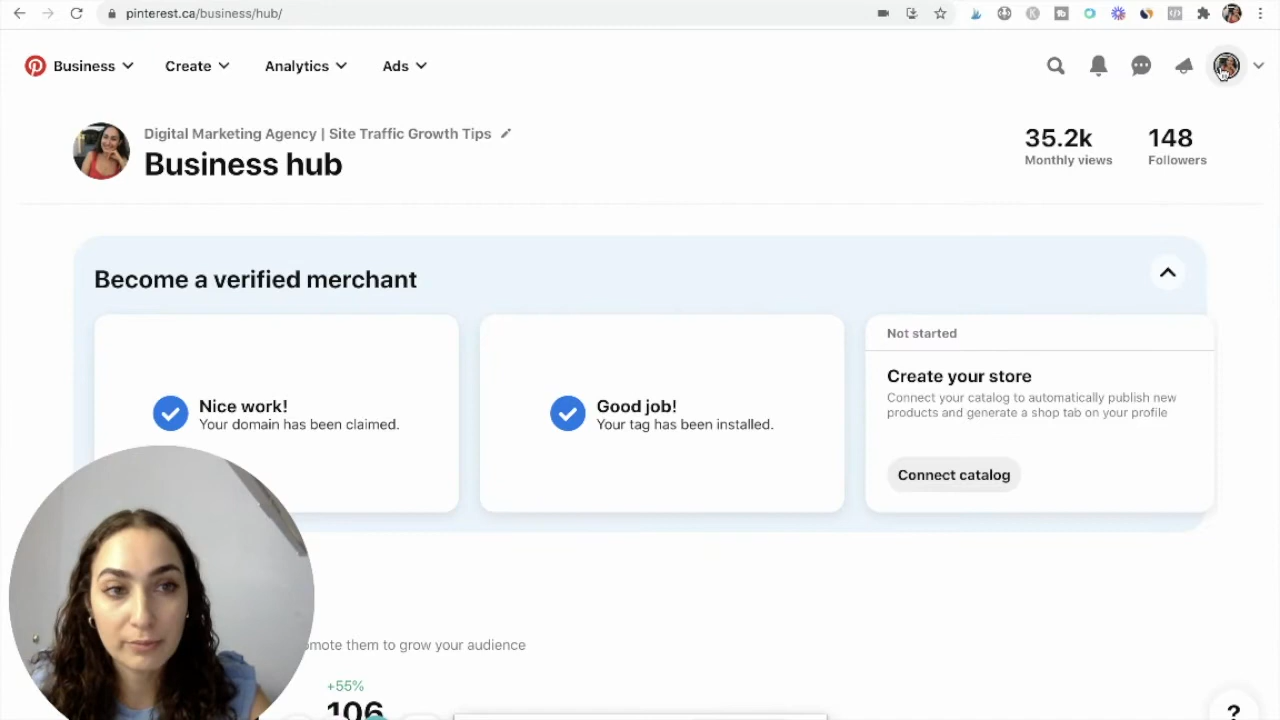 pinterest.ca/business/hub/
Business
Create
Analytics
Ads
Digital Marketing Agency | Site Traffic Growth Tips
Business hub
35.2k
Monthly views
148
Followers
Become a verified merchant
Nice work!
Your domain has been claimed.
Good job!
Your tag has been installed.
Not started
Create your store
Connect your catalog to automatically publish new
products and generate a shop tab on your profile
Connect catalog
them to grow your audience
+55%
106
?